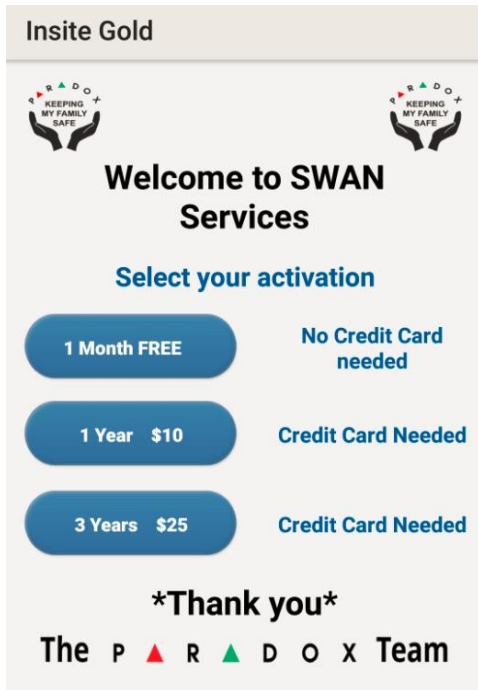 Insite Gold
PARADOX
KEEPING
MY FAMILY
SAFE
PARADOX
KEEPING
MY FAMILY
SAFE
Welcome to SWAN
Services
Select your activation
1 Month FREE
No Credit Card
needed
1 Year $10
Credit Card Needed
3 Years $25
Credit Card Needed
*Thank you*
The PARADOX Team